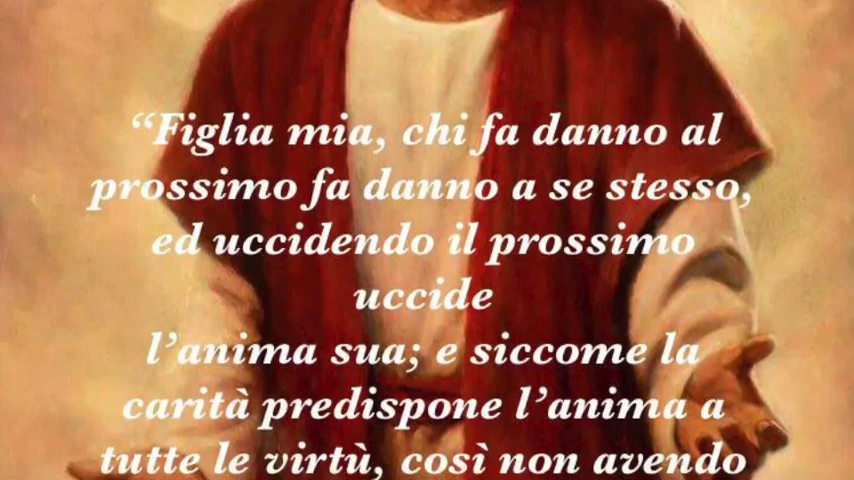 “Figlia mia, chi fa danno al
prossimo fa danno a se stesso,
ed uccidendo il prossimo
uccide
l’anima sua; e siccome la
carità predispone l’anima a
tutte le virtù, così non avendo